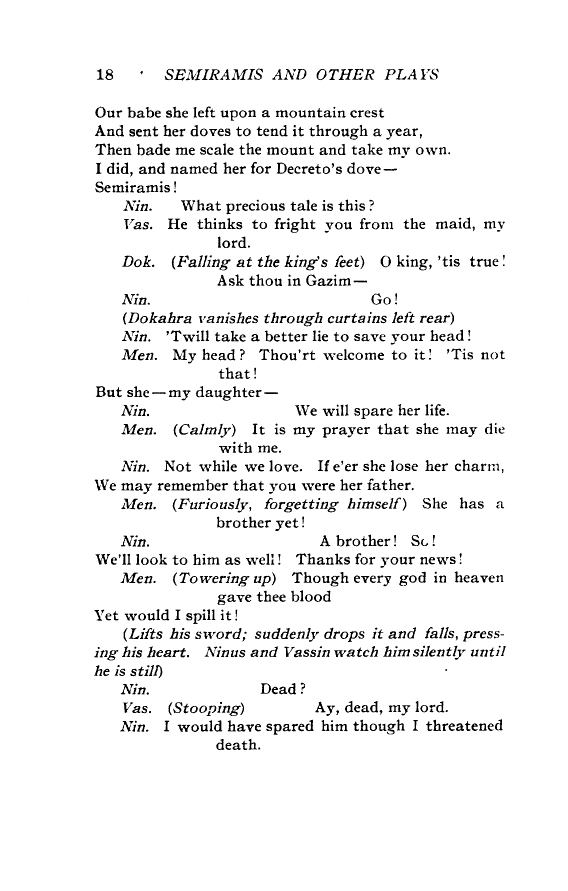 18 SEMIRAMIS AND OTHER PLAYS
Our babe she left upon a mountain crest
And sent her doves to tend it through a year,
Then bade me scale the mount and take my own.
I did, and named her for Decreto's dove—
Semiramis!
Nin. What precious tale is this?
Vas. He thinks to fright you from the maid, my
lord.
Dok. (Falling at the king's feet) O king, 'tis true!
Ask thou in Gazim—
Nin. Go!
(Dokahra vanishes through curtains left rear)
Nin. 'Twill take a better lie to save your head!
Men. My head? Thou'rt welcome to it! 'Tis not
that!
But she—my daughter—
Nin. We will spare her life.
Men. (Calmly) It is my prayer that she may die
with me.
Nin. Not while we love. If e'er she lose her charm,
We may remember that you were her father.
Men. (Furiously, forgetting himself) She has a
brother yet!
Nin. A brother! So!
We'll look to him as well! Thanks for your news!
Men. (Towering up) Though every god in heaven
gave thee blood
Yet would I spill it!
(Lifts his sword; suddenly drops it and falls, press-
ing his heart. Ninus and Vassin watch him silently until
he is still)
Nin. Dead?
Vas. (Stooping) Ay, dead, my lord.
Nin. I would have spared him though I threatened
death.